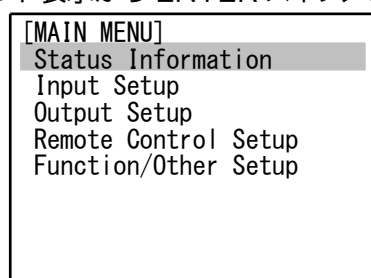 [MAIN MENU]
Status Information
Input Setup
Output Setup
Remote Control Setup
Function/Other Setup